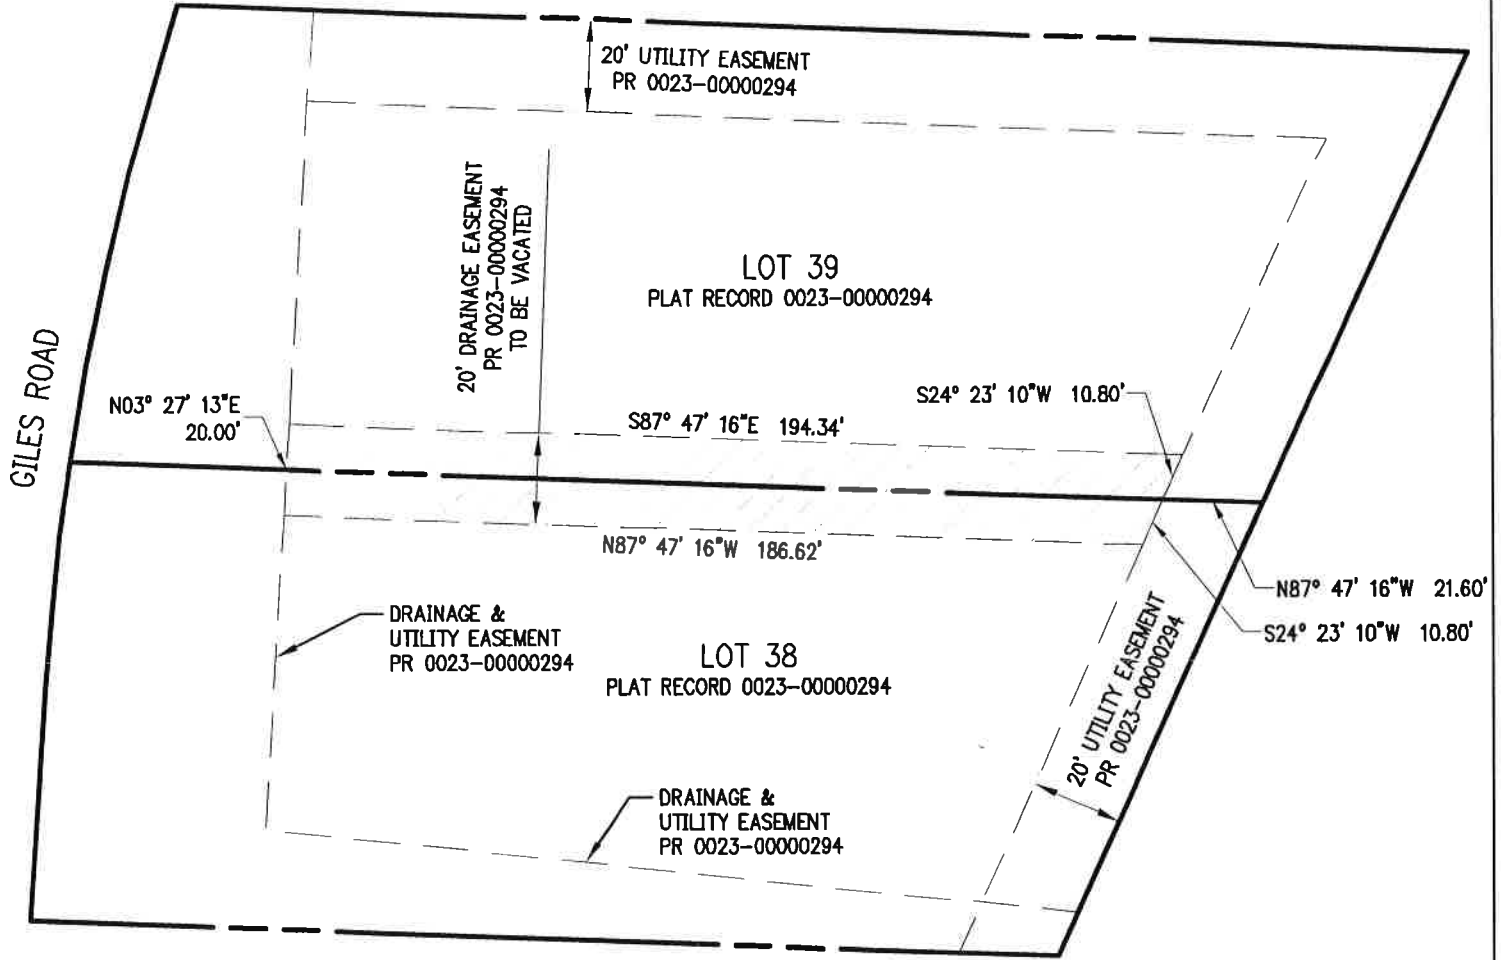 20' UTILITY EASEMENT
PR 0023-00000294
20' DRAINAGE EASEMENT
PR 0023-00000294
TO BE VACATED
LOT 39
PLAT RECORD 0023-00000294
GILES ROAD
N03° 27' 13"E
20.00'
S24° 23' 10"W 10.80'
S87° 47' 16"E 194.34'
N87° 47' 16"W 186.62'
N87° 47' 16"W 21.60'
S24° 23' 10"W 10.80'
DRAINAGE &
UTILITY EASEMENT
PR 0023-00000294
LOT 38
PLAT RECORD 0023-00000294
20' UTILITY EASEMENT
PR 0023-00000294
DRAINAGE &
UTILITY EASEMENT
PR 0023-00000294